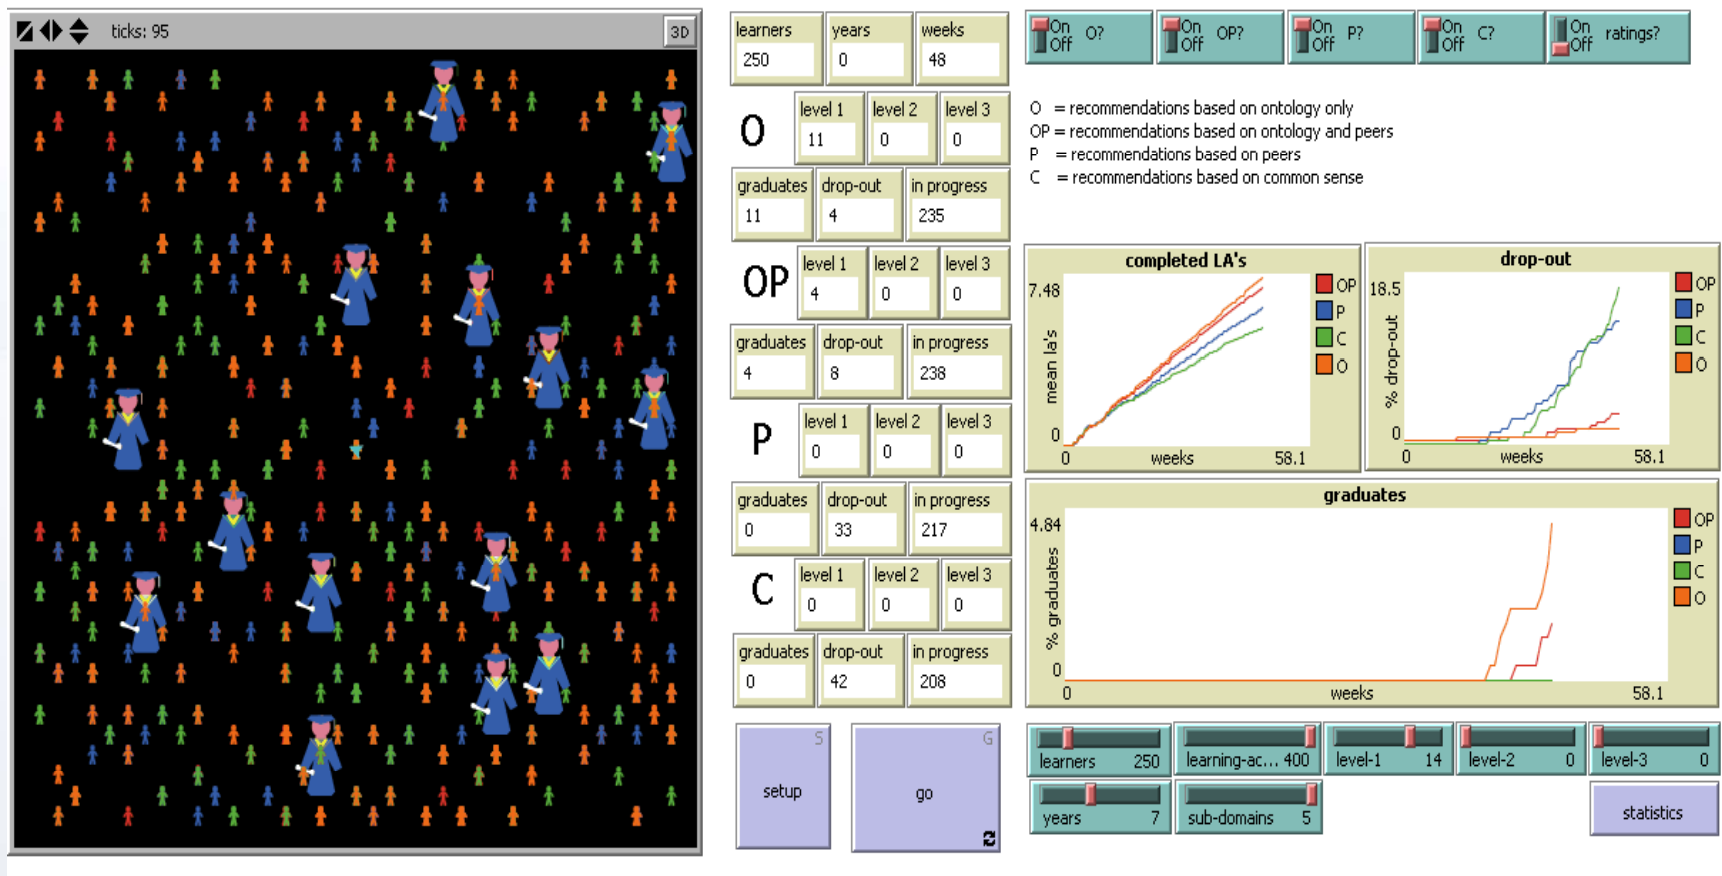 ticks: 95
3D
learners years weeks
250 0 48
O
level 1 level 2 level 3
11 0 0
graduates drop-out in progress
11 4 235
OP
level 1 level 2 level 3
4 0 0
graduates drop-out in progress
4 8 238
P
level 1 level 2 level 3
0 0 0
graduates drop-out in progress
0 33 217
C
level 1 level 2 level 3
0 0 0
graduates drop-out in progress
0 42 208
S
setup
G
go
On
Off
O?
On
Off
OP?
On
Off
P?
On
Off
C?
On
Off
ratings?
O = recommendations based on ontology only
OP = recommendations based on ontology and peers
P = recommendations based on peers
C = recommendations based on common sense
completed LA's
7.48
mean la's
0
0 weeks 58.1
OP
P
C
O
drop-out
18.5
% drop-out
0
0 weeks 58.1
OP
P
C
O
graduates
4.84
% graduates
0
0 weeks 58.1
OP
P
C
O
learners 250
learning-ac... 400
level-1 14
level-2 0
level-3 0
years 7
sub-domains 5
statistics